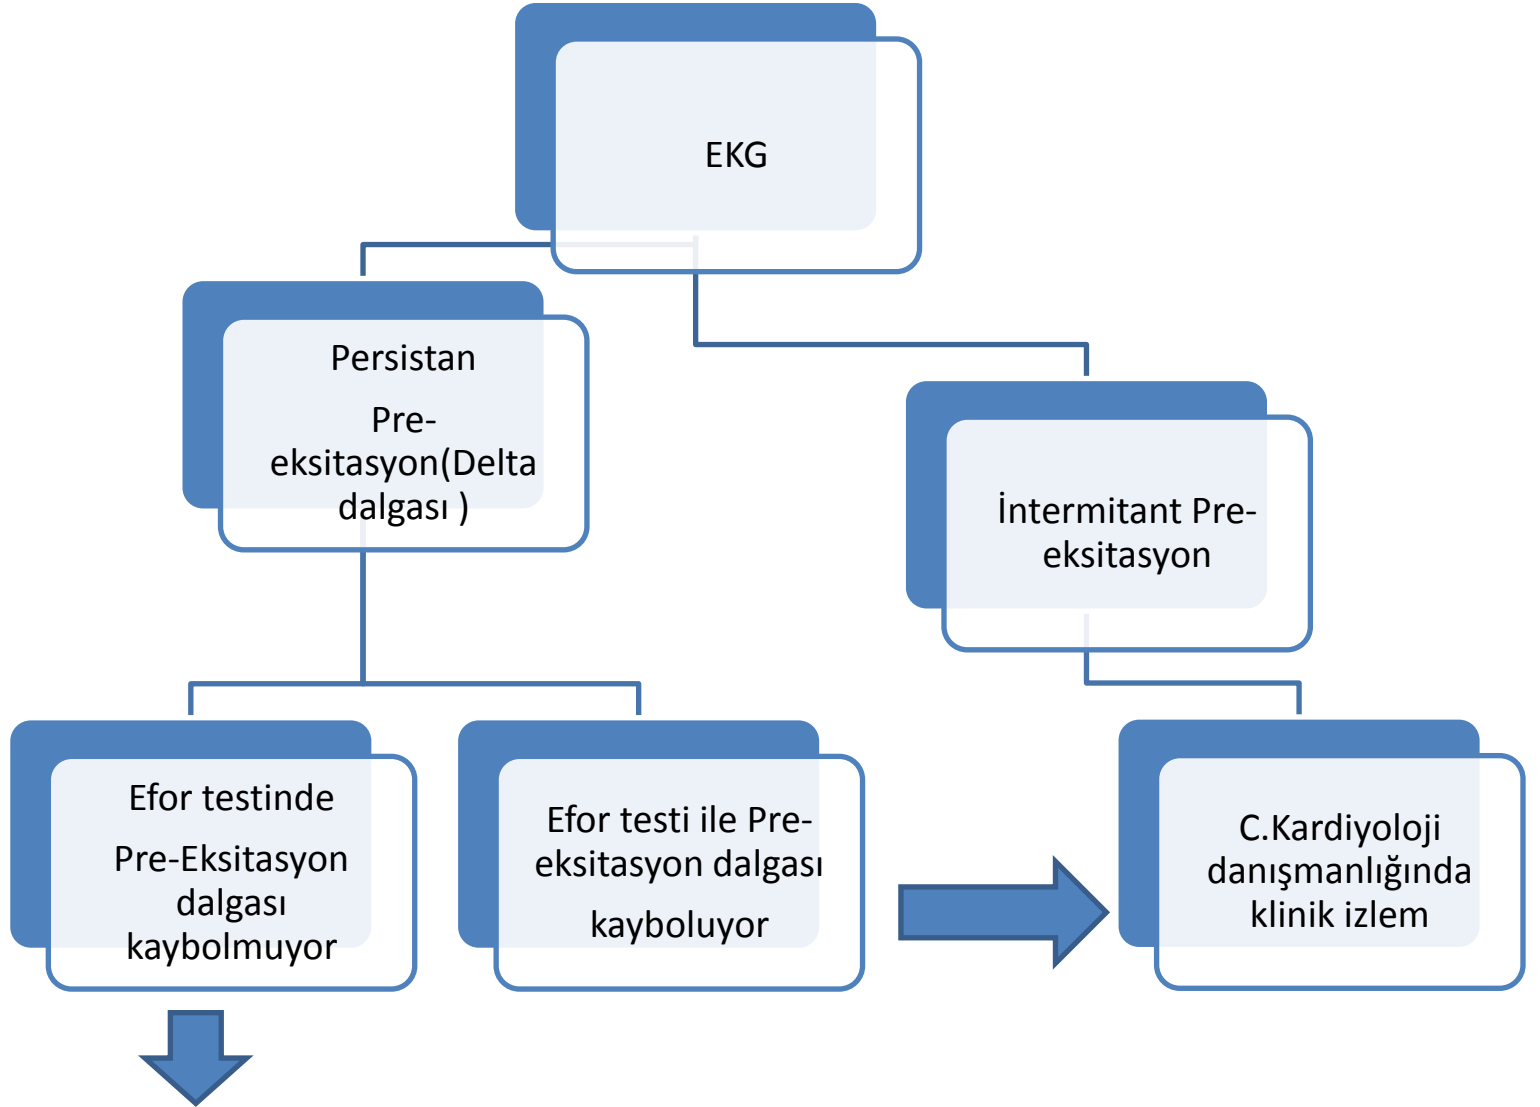 EKG
Persistan
Pre-
eksitasyon(Delta
dalgası )
İntermitant Pre-
eksitasyon
Efor testinde
Pre-Eksitasyon
dalgası
kaybolmuyor
Efor testi ile Pre-
eksitasyon dalgası
kayboluyor
C.Kardiyoloji
danışmanlığında
klinik izlem